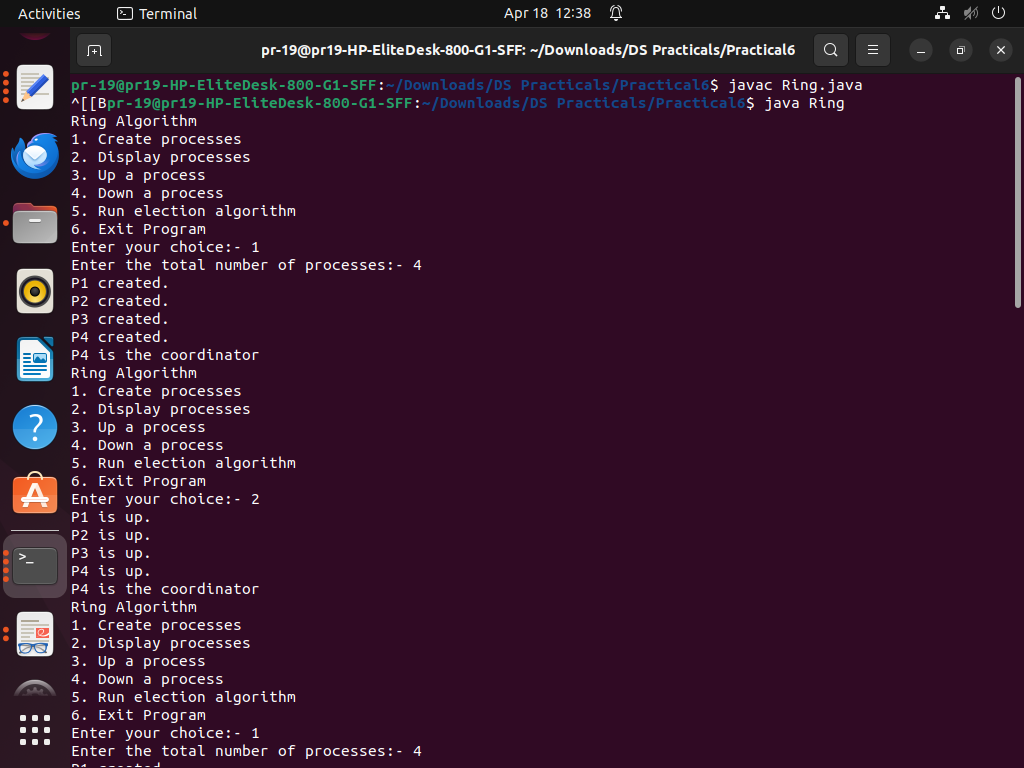 Activities
Terminal
Apr 18 12:38
pr-19@pr19-HP-EliteDesk-800-G1-SFF: ~/Downloads/DS Practicals/Practical6
pr-19@pr19-HP-EliteDesk-800-G1-SFF:~/Downloads/DS Practicals/Practical6$ javac Ring.java
^[[Bpr-19@pr19-HP-EliteDesk-800-G1-SFF:~/Downloads/DS Practicals/Practical6$ java Ring
Ring Algorithm
1. Create processes
2. Display processes
3. Up a process
4. Down a process
5. Run election algorithm
6. Exit Program
Enter your choice:- 1
Enter the total number of processes:- 4
P1 created.
P2 created.
P3 created.
P4 created.
P4 is the coordinator
Ring Algorithm
1. Create processes
2. Display processes
3. Up a process
4. Down a process
5. Run election algorithm
6. Exit Program
Enter your choice:- 2
P1 is up.
P2 is up.
P3 is up.
P4 is up.
P4 is the coordinator
Ring Algorithm
1. Create processes
2. Display processes
3. Up a process
4. Down a process
5. Run election algorithm
6. Exit Program
Enter your choice:- 1
Enter the total number of processes:- 4
P1 created.